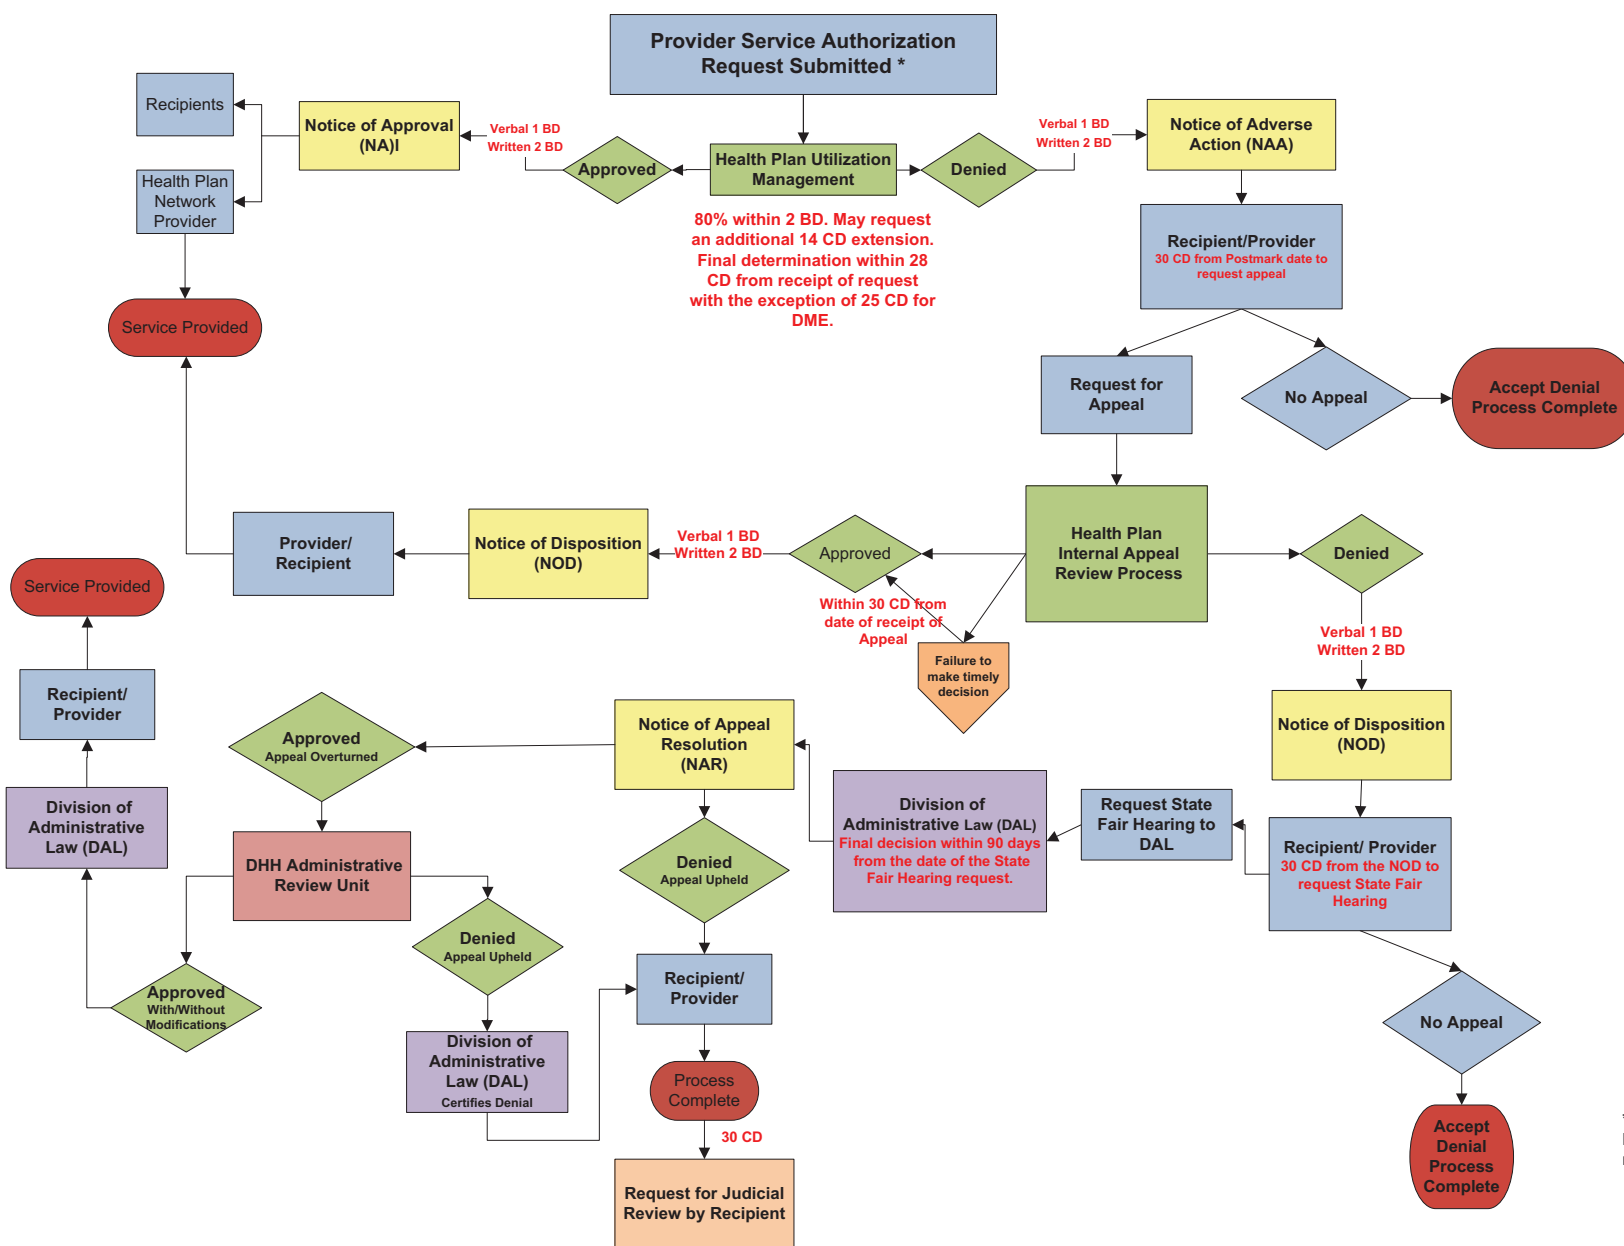 Provider Service Authorization
Request Submitted *
Recipients
Notice of Approval
(NA)l
Verbal 1 BD
Written 2 BD
Approved
Health Plan Utilization
Management
Denied
Verbal 1 BD
Written 2 BD
Notice of Adverse
Action (NAA)
Health Plan
Network
Provider
80% within 2 BD. May request
an additional 14 CD extension.
Final determination within 28
CD from receipt of request
with the exception of 25 CD for
DME.
Recipient/Provider
30 CD from Postmark date to
request appeal
Service Provided
Request for
Appeal
No Appeal
Accept Denial
Process Complete
Provider/
Recipient
Notice of Disposition
(NOD)
Verbal 1 BD
Written 2 BD
Approved
Health Plan
Internal Appeal
Review Process
Denied
Within 30 CD from
date of receipt of
Appeal
Failure to
make timely
decision
Verbal 1 BD
Written 2 BD
Service Provided
Recipient/
Provider
Approved
Appeal Overturned
Notice of Appeal
Resolution
(NAR)
Notice of Disposition
(NOD)
Division of
Administrative
Law (DAL)
DHH Administrative
Review Unit
Denied
Appeal Upheld
Division of
Administrative Law (DAL)
Final decision within 90 days
from the date of the State
Fair Hearing request.
Request State
Fair Hearing to
DAL
Recipient/ Provider
30 CD from the NOD to
request State Fair
Hearing
Approved
With/Without
Modifications
Denied
Appeal Upheld
Recipient/
Provider
No Appeal
Division of
Administrative
Law (DAL)
Certifies Denial
Process
Complete
30 CD
Accept
Denial
Process
Complete
Request for Judicial
Review by Recipient